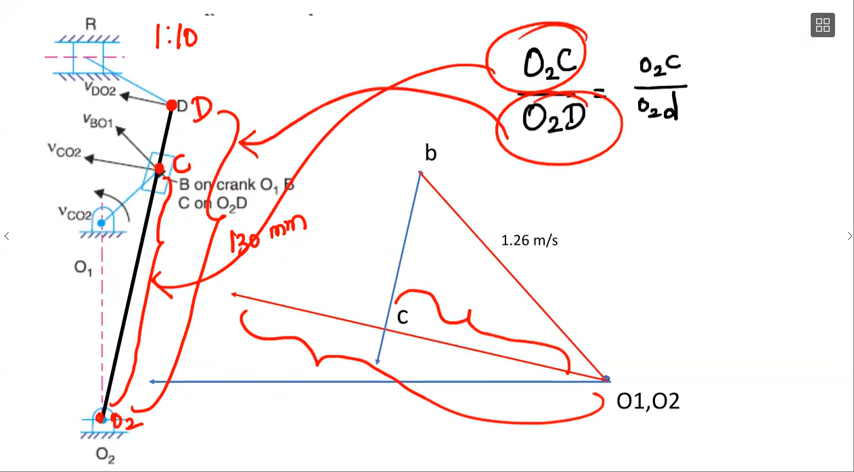 R
1:10
O₂C / O₂D = o₂c / o₂d
vDO2
D D
vBO1
vCO2
C
B on crank O₁ B
C on O₂D
vCO2
130 mm
O₁
O2
O₂
b
1.26 m/s
c
O1,O2